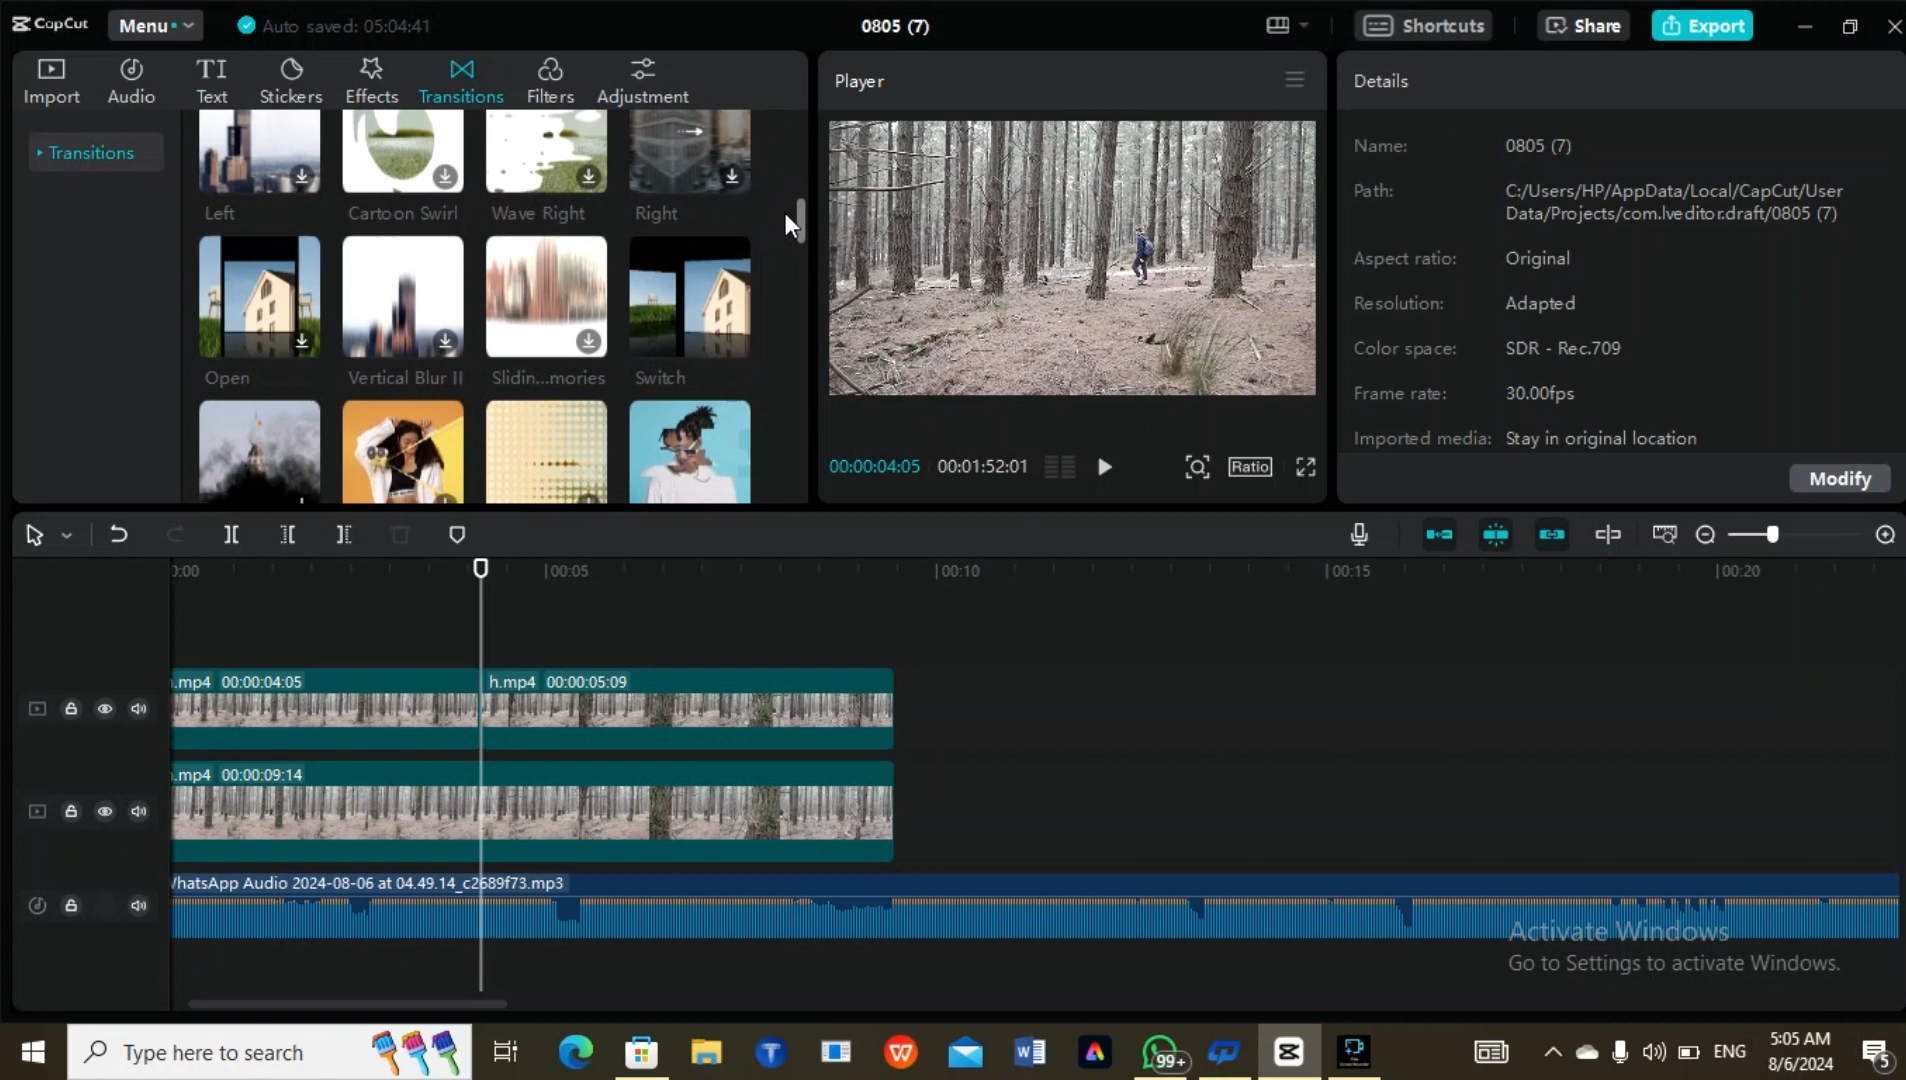 CapCut
Menu
Auto saved: 05:04:41
0805 (7)
Shortcuts
Share
Export
Import
Audio
TI
Text
Stickers
Effects
Transitions
Filters
Adjustment
Transitions
Left
Cartoon Swirl
Wave Right
Right
Open
Vertical Blur II
Slidin...mories
Switch
Player
00:00:04:05
00:01:52:01
Ratio
Details
Name: 0805 (7)
Path: C:/Users/HP/AppData/Local/CapCut/User
Data/Projects/com.lveditor.draft/0805 (7)
Aspect ratio: Original
Resolution: Adapted
Color space: SDR - Rec.709
Frame rate: 30.00fps
Imported media: Stay in original location
Modify
0:00
00:05
00:10
00:15
00:20
.mp4 00:00:04:05
h.mp4 00:00:05:09
.mp4 00:00:09:14
WhatsApp Audio 2024-08-06 at 04.49.14_c2689f73.mp3
Activate Windows
Go to Settings to activate Windows.
Type here to search
99+
ENG
5:05 AM
8/6/2024
5